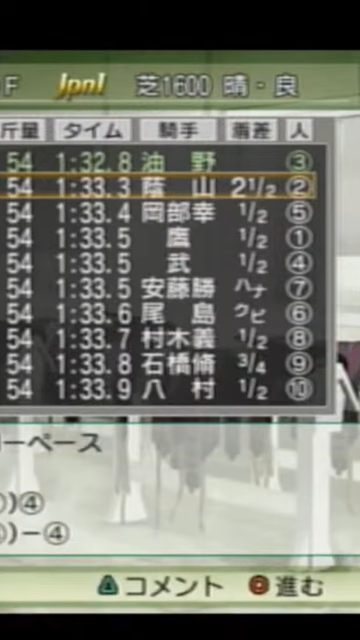 F JpnI 芝1600 晴・良
斤量 タイム 騎手 着差 人
54 1:32.8 油 野 ③
54 1:33.3 蔭 山 2 1/2 ②
54 1:33.4 岡部幸 1/2 ⑤
54 1:33.5 鷹 1/2 ①
54 1:33.5 武 1/2 ④
54 1:33.5 安藤勝 ハナ ⑦
54 1:33.6 尾 島 クビ ⑥
54 1:33.7 村木義 1/2 ⑧
54 1:33.8 石橋脩 3/4 ⑨
54 1:33.9 八 村 1/2 ⑩
ーペース
)④
)−④
コメント 進む